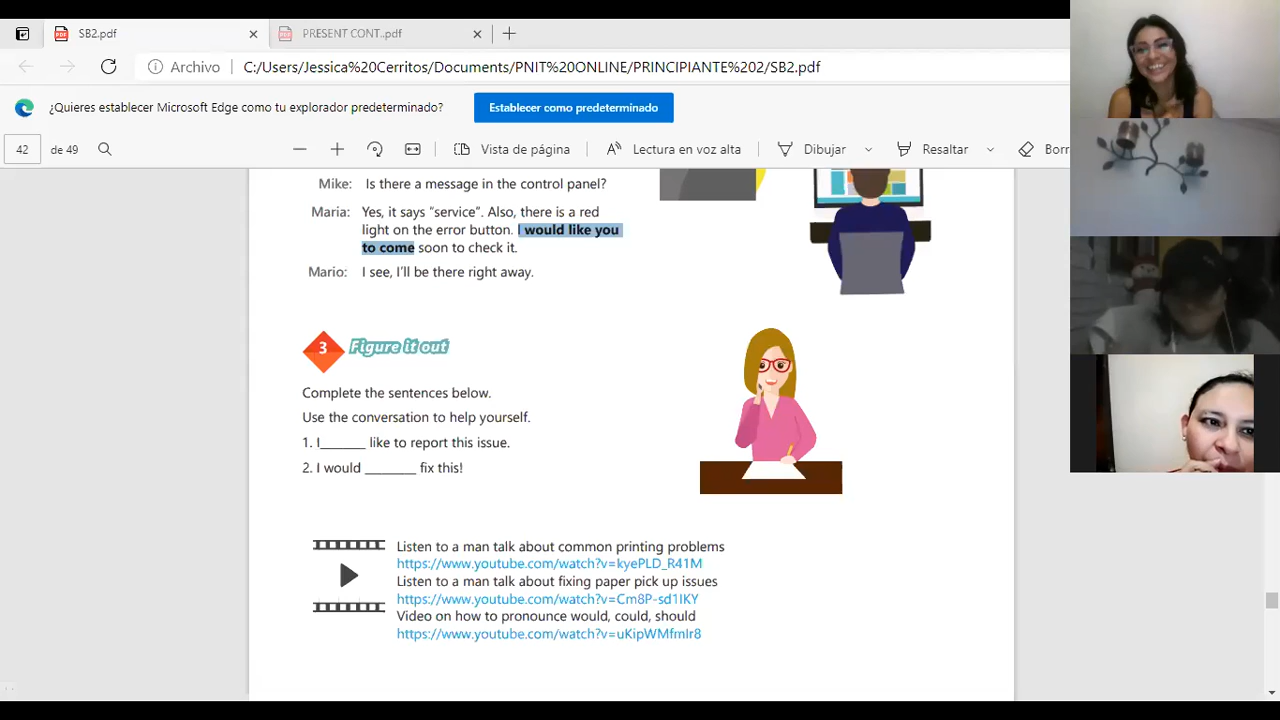 SB2.pdf
PRESENT CONT..pdf
Archivo C:/Users/Jessica%20Cerritos/Documents/PNIT%20ONLINE/PRINCIPIANTE%202/SB2.pdf
¿Quieres establecer Microsoft Edge como tu explorador predeterminado? Establecer como predeterminado
42 de 49 Vista de página Lectura en voz alta Dibujar Resaltar Borr
Mike: Is there a message in the control panel?
Maria: Yes, it says “service”. Also, there is a red
light on the error button. I would like you
to come soon to check it.
Mario: I see, I’ll be there right away.
3 Figure it out
Complete the sentences below.
Use the conversation to help yourself.
1. I_______ like to report this issue.
2. I would ________ fix this!
Listen to a man talk about common printing problems
https://www.youtube.com/watch?v=kyePLD_R41M
Listen to a man talk about fixing paper pick up issues
https://www.youtube.com/watch?v=Cm8P-sd1IKY
Video on how to pronounce would, could, should
https://www.youtube.com/watch?v=uKipWMfmIr8